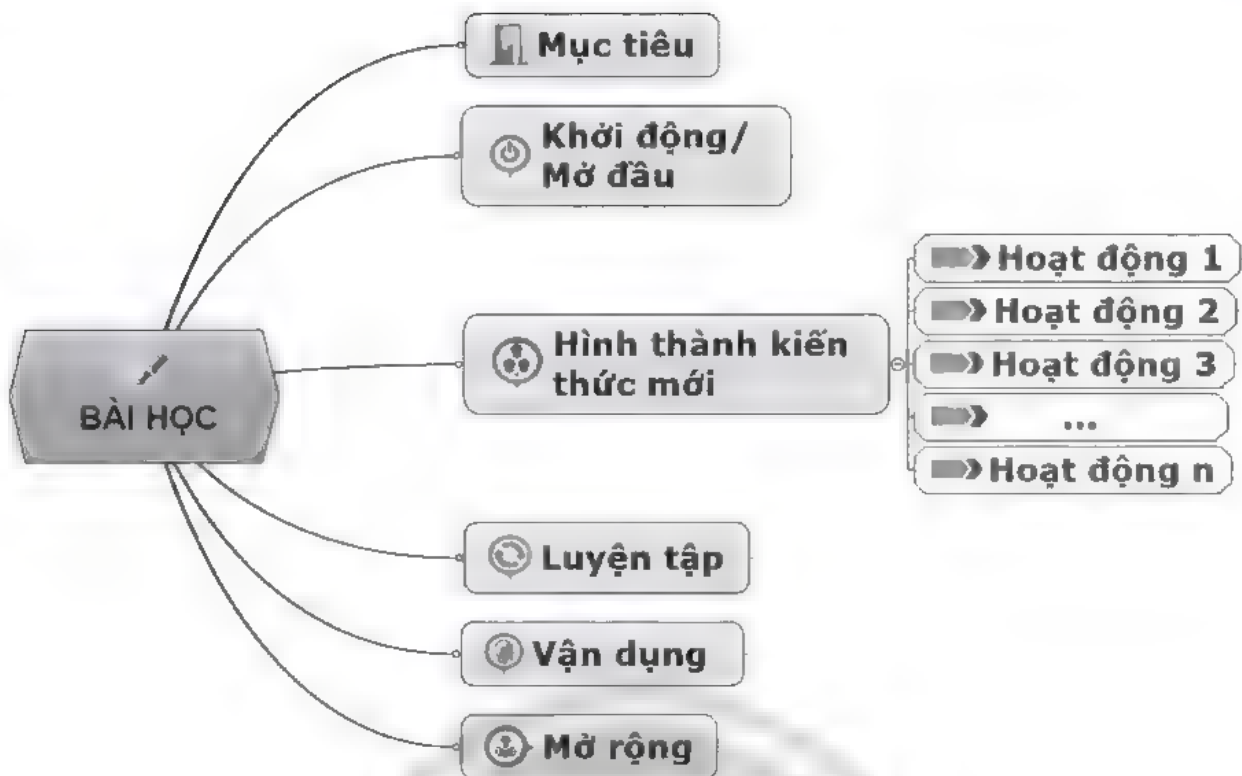 Mục tiêu
Khởi động/
Mở đầu
Hình thành kiến
thức mới
Hoạt động 1
Hoạt động 2
Hoạt động 3
...
Hoạt động n
BÀI HỌC
Luyện tập
Vận dụng
Mở rộng